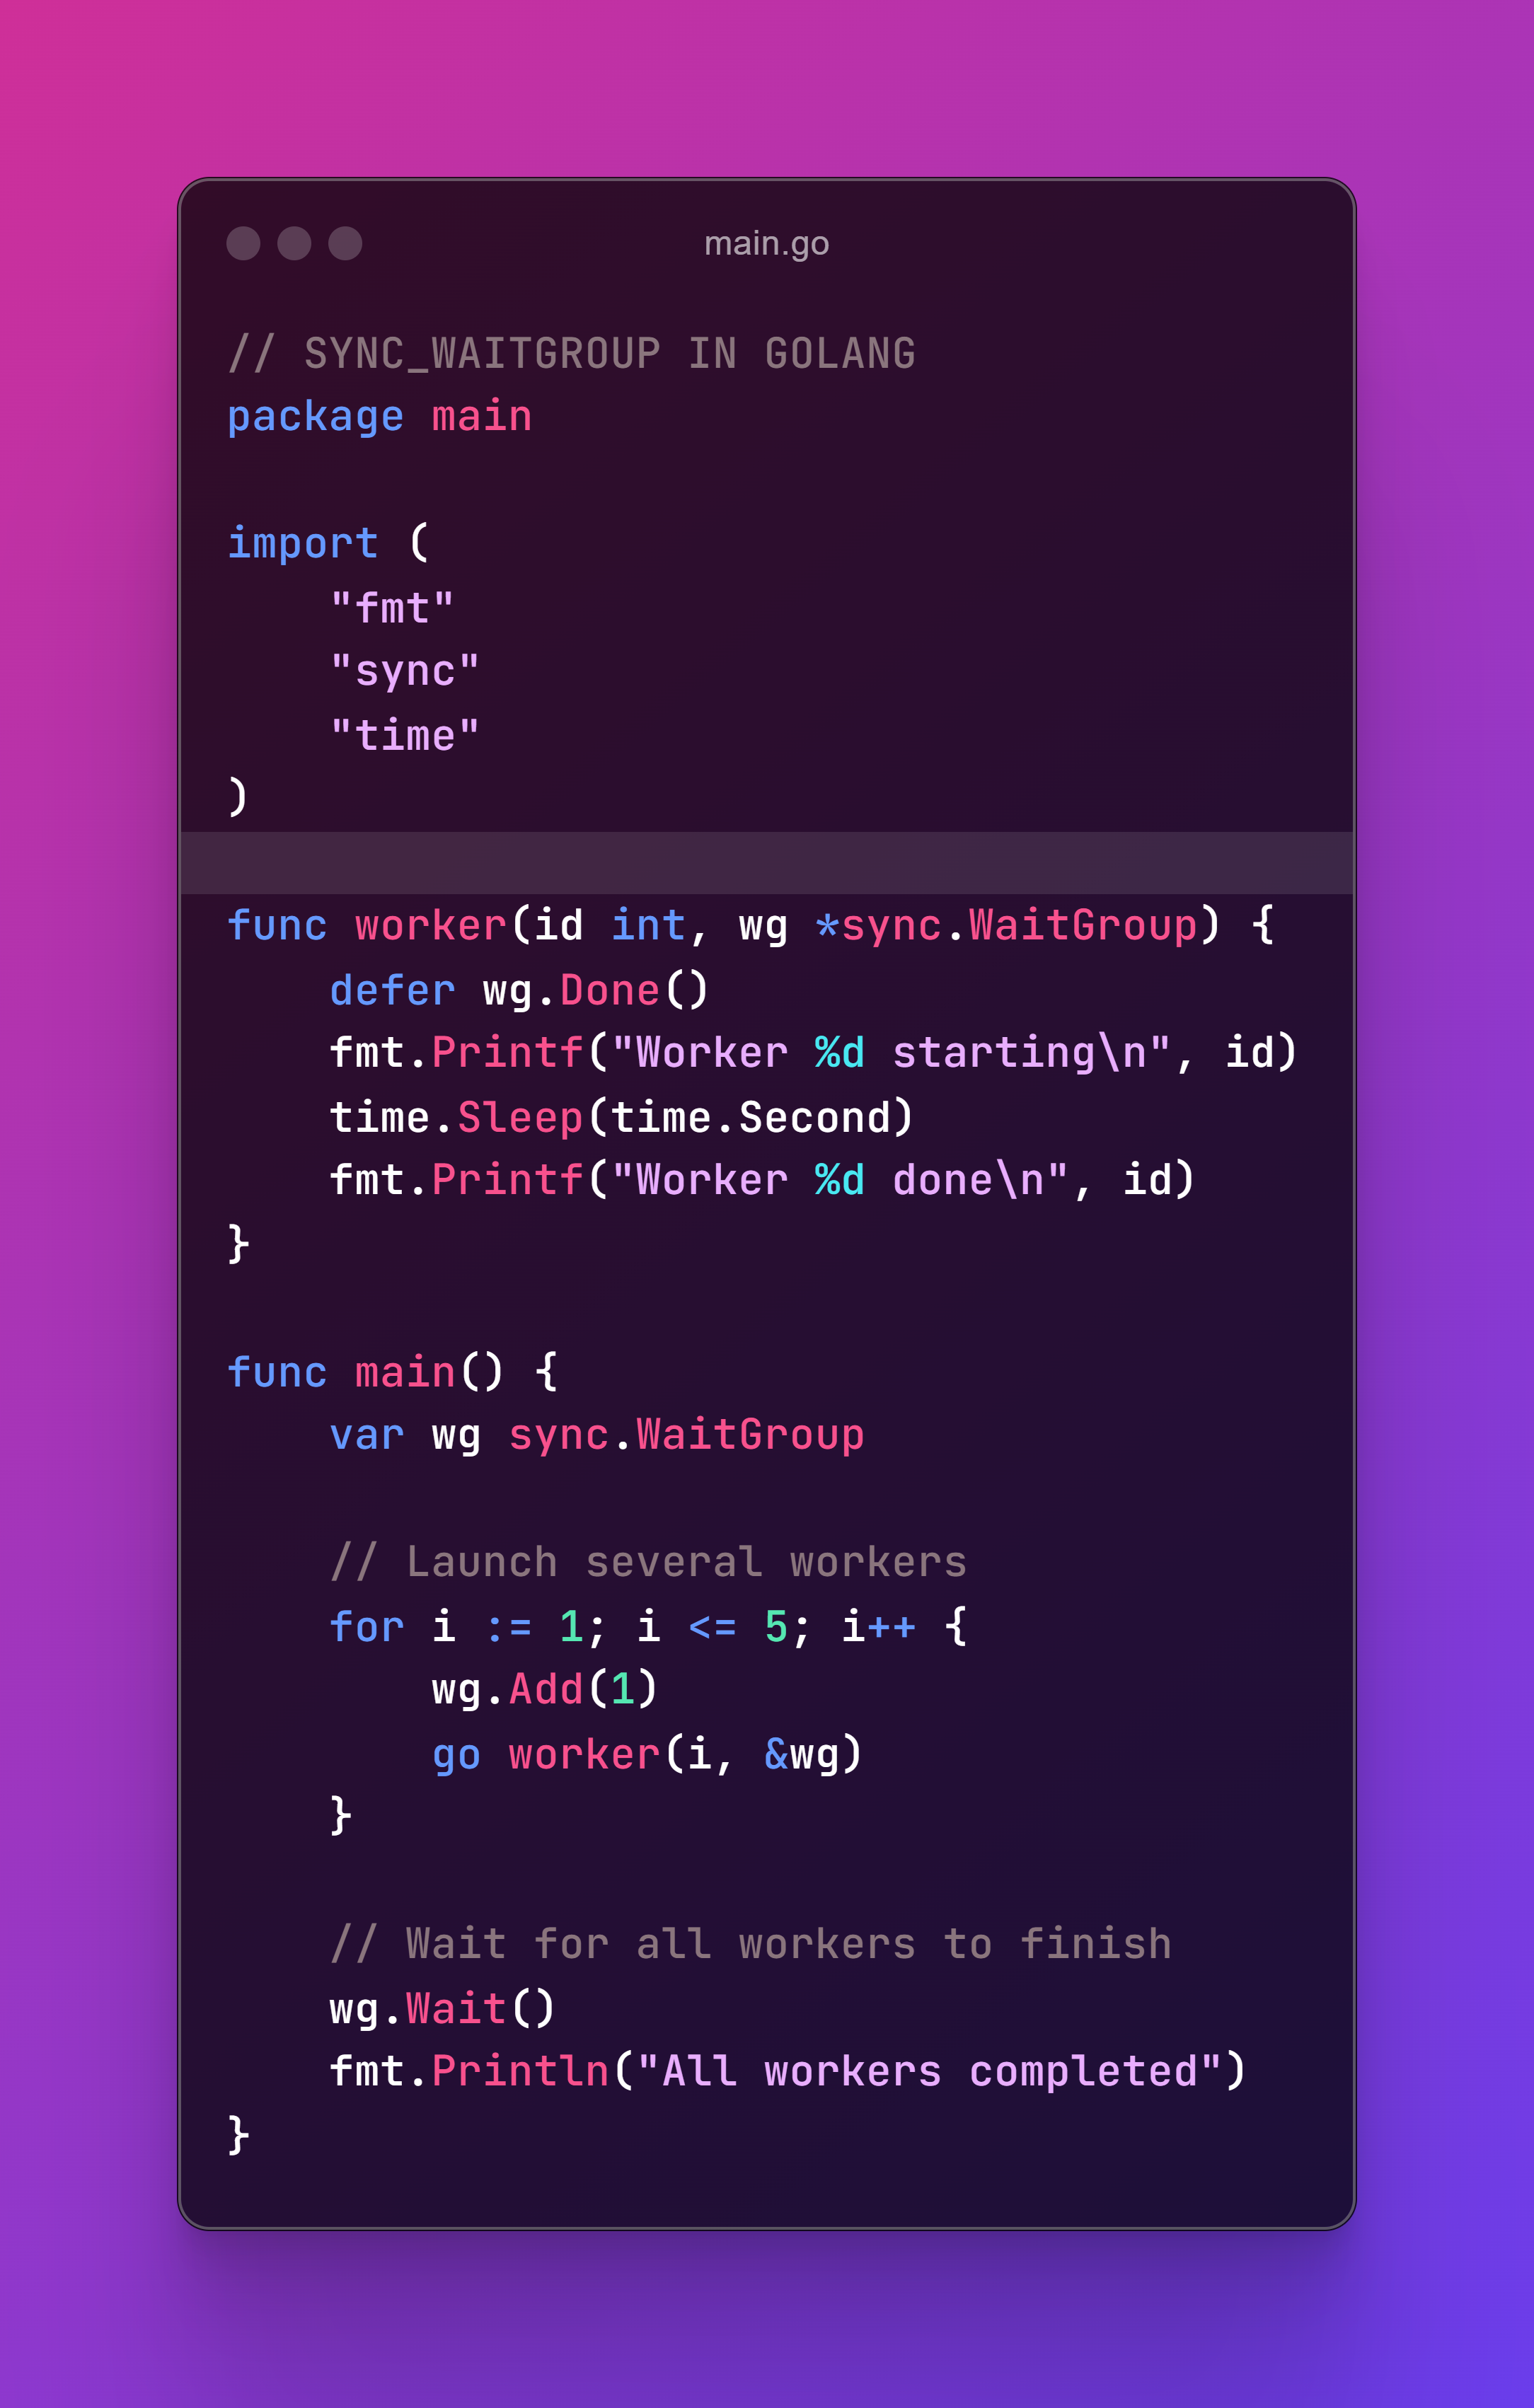 main.go
// SYNC_WAITGROUP IN GOLANG
package main
import (
    "fmt"
    "sync"
    "time"
)
func worker(id int, wg *sync.WaitGroup) {
    defer wg.Done()
    fmt.Printf("Worker %d starting\n", id)
    time.Sleep(time.Second)
    fmt.Printf("Worker %d done\n", id)
}
func main() {
    var wg sync.WaitGroup
    // Launch several workers
    for i := 1; i <= 5; i++ {
        wg.Add(1)
        go worker(i, &wg)
    }
    // Wait for all workers to finish
    wg.Wait()
    fmt.Println("All workers completed")
}